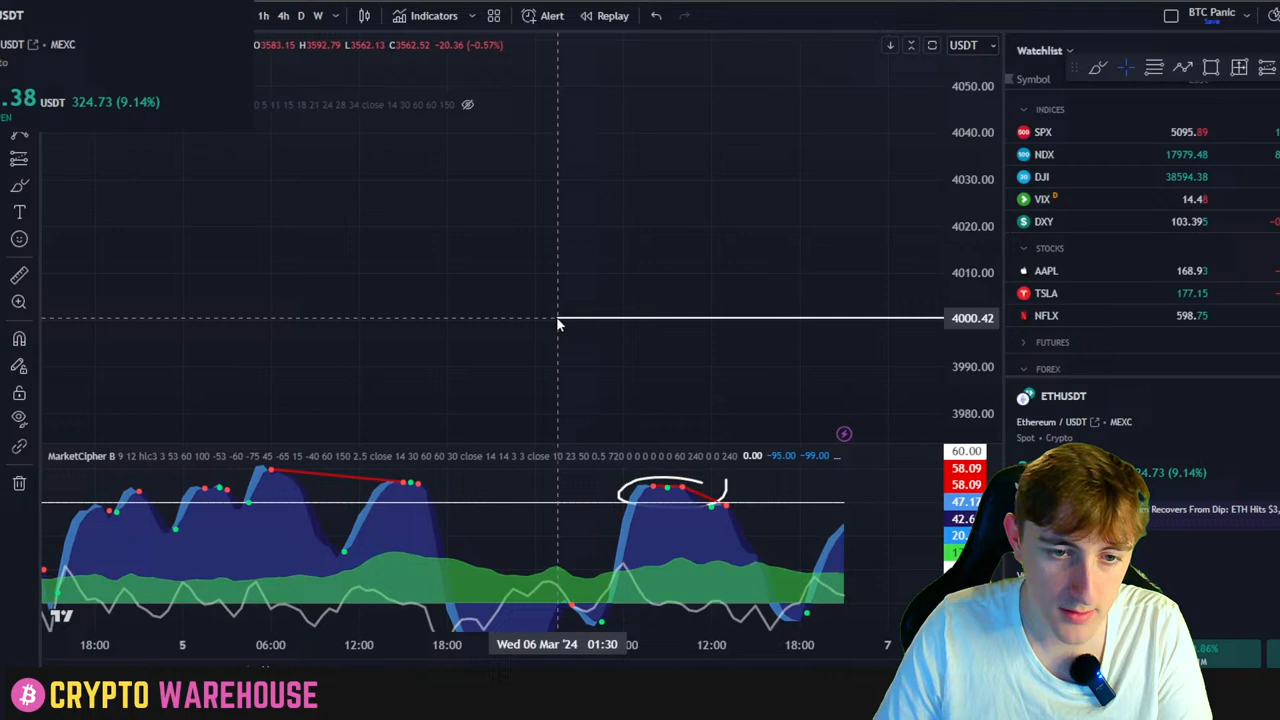 SDT
1h 4h D W Indicators Alert Replay BTC Panic
Save
USDT MEXC
O3583.15 H3592.79 L3562.13 C3562.52 -20.36 (-0.57%)
USDT
.38 USDT 324.73 (9.14%)
5 11 15 18 21 24 28 34 close 14 30 60 60 150
4050.00
4040.00
4030.00
4020.00
4010.00
4000.42
3990.00
3980.00
Watchlist
Symbol
INDICES
SPX 5095.89
NDX 17979.48
DJI 38594.38
VIX D 14.48
DXY 103.395
STOCKS
AAPL 168.93
TSLA 177.15
NFLX 598.75
FUTURES
FOREX
ETHUSDT
Ethereum / USDT MEXC
Spot • Crypto
24.73 (9.14%)
Recovers From Dip: ETH Hits $3,
.86%
MarketCipher B 9 12 hlc3 3 53 60 100 -53 -60 -75 45 -65 15 -40 60 150 2.5 close 14 30 60 30 close 14 14 3 3 close 10 23 50 0.5 720 0 0 0 0 0 60 240 0 0 240 0.00 −95.00 −99.00 ...
60.00
58.09
58.09
47.17
42.6
20.
18:00 5 06:00 12:00 18:00 Wed 06 Mar '24 01:30 12:00 18:00 7
CRYPTO WAREHOUSE